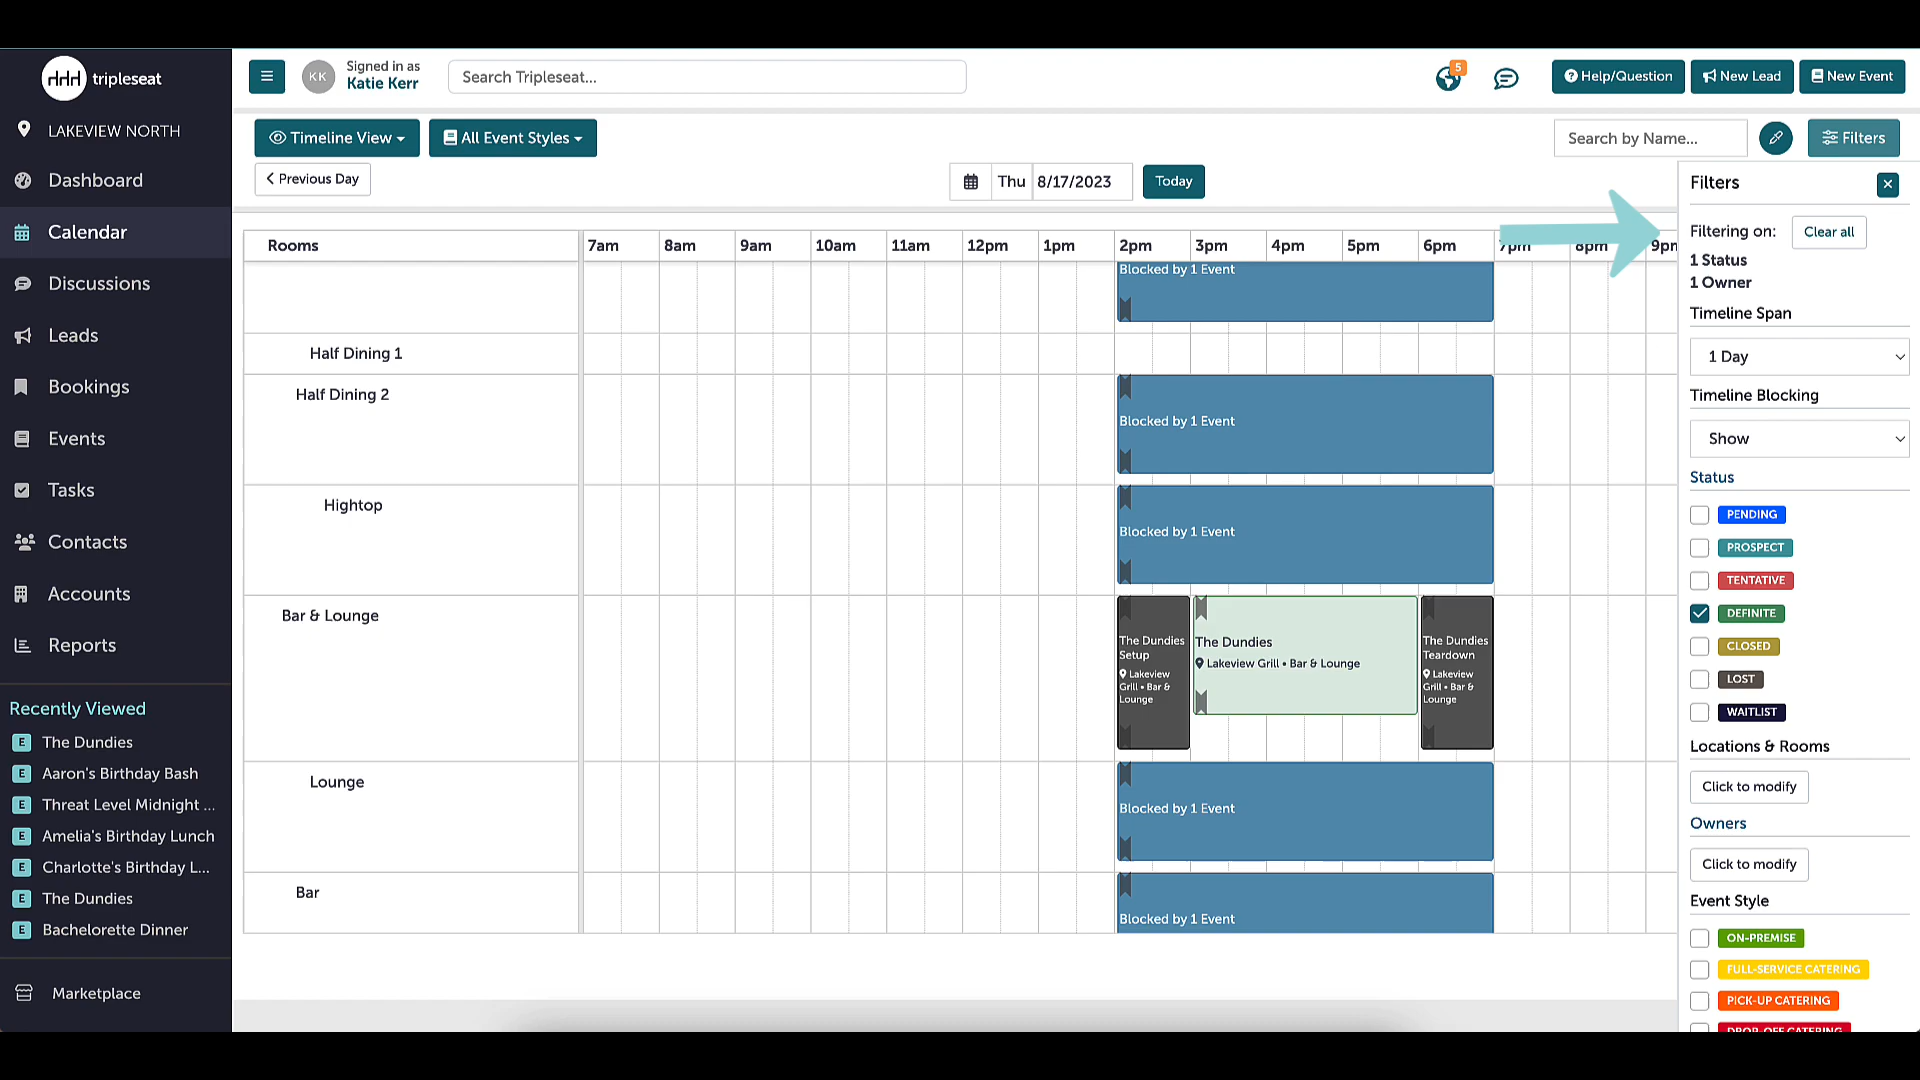 tripleseat
LAKEVIEW NORTH
Dashboard
Calendar
Discussions
Leads
Bookings
Events
Tasks
Contacts
Accounts
Reports
Recently Viewed
E The Dundies
E Aaron's Birthday Bash
E Threat Level Midnight ...
E Amelia's Birthday Lunch
E Charlotte's Birthday L...
E The Dundies
E Bachelorette Dinner
Marketplace
KK
Signed in as
Katie Kerr
Search Tripleseat...
5
Help/Question
New Lead
New Event
Timeline View
All Event Styles
Search by Name...
Filters
Previous Day
Thu 8/17/2023
Today
Rooms 7am 8am 9am 10am 11am 12pm 1pm 2pm 3pm 4pm 5pm 6pm 7pm 8pm
Blocked by 1 Event
Half Dining 1
Half Dining 2
Blocked by 1 Event
Hightop
Blocked by 1 Event
Bar & Lounge
The Dundies
Setup
Lakeview
Grill • Bar &
Lounge
The Dundies
Lakeview Grill • Bar & Lounge
The Dundies
Teardown
Lakeview
Grill • Bar &
Lounge
Lounge
Blocked by 1 Event
Bar
Blocked by 1 Event
Filters
Filtering on: Clear all
1 Status
1 Owner
Timeline Span
1 Day
Timeline Blocking
Show
Status
PENDING
PROSPECT
TENTATIVE
DEFINITE
CLOSED
LOST
WAITLIST
Locations & Rooms
Click to modify
Owners
Click to modify
Event Style
ON-PREMISE
FULL-SERVICE CATERING
PICK-UP CATERING
DROP-OFF CATERING